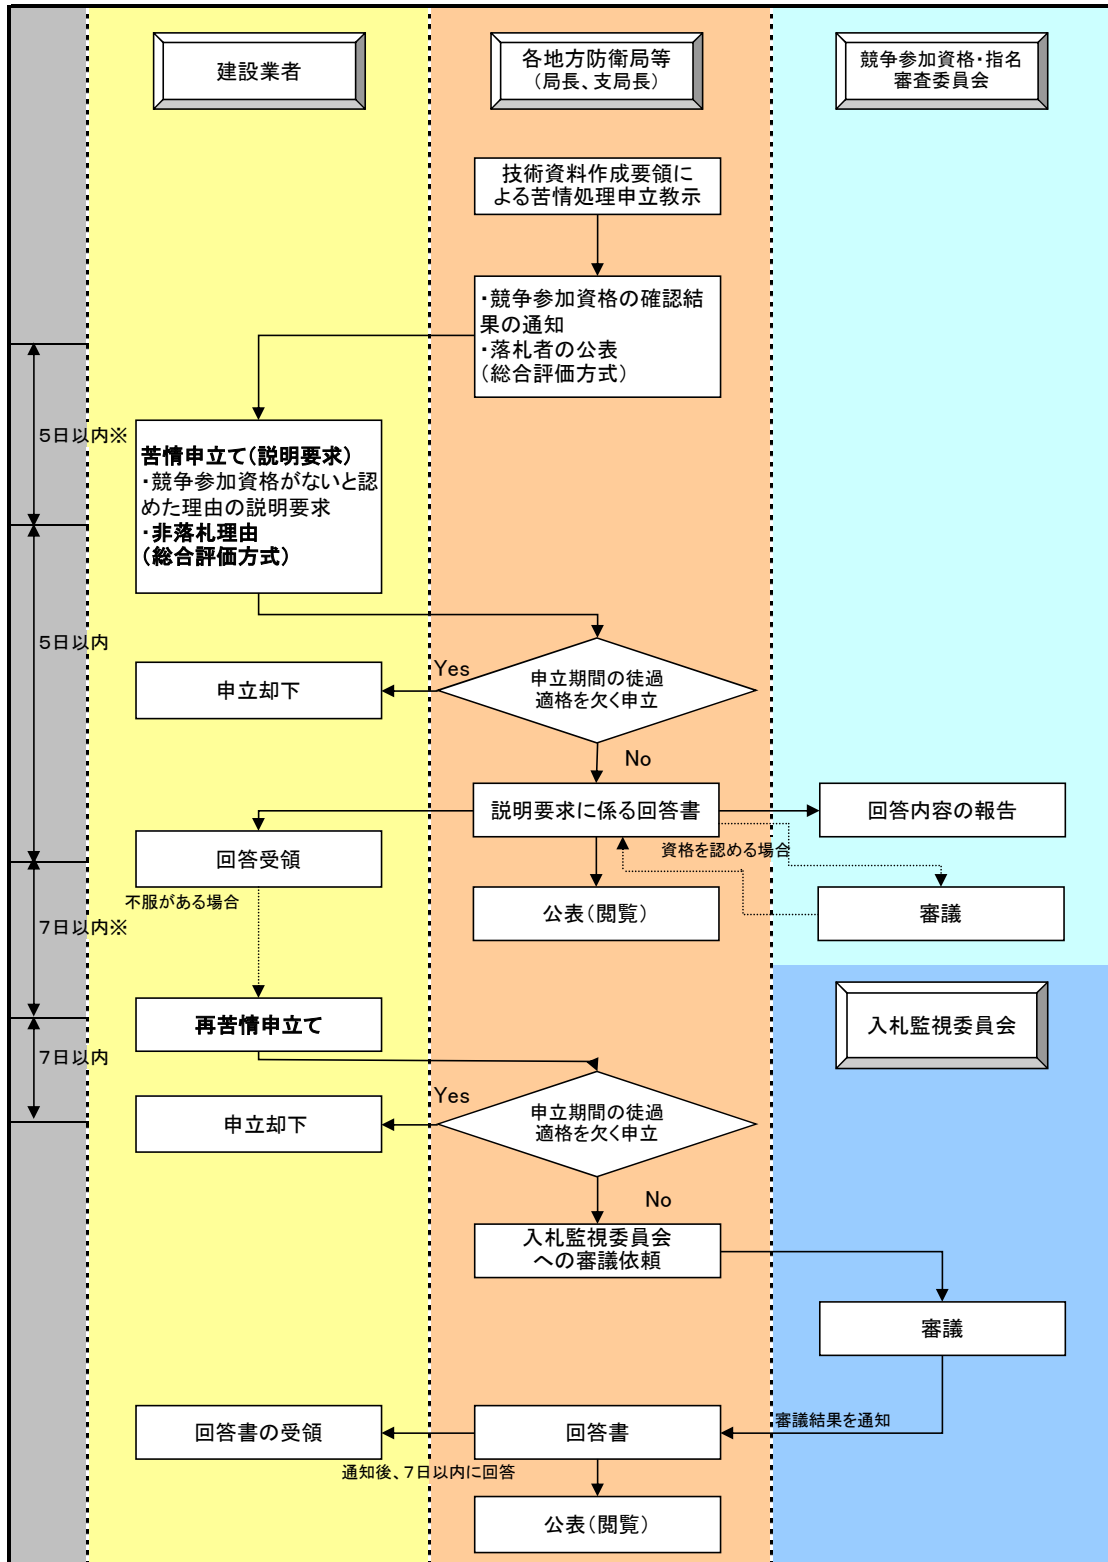 建設業者
各地方防衛局等
（局長、支局長）
競争参加資格・指名
審査委員会
技術資料作成要領に
よる苦情処理申立教示
・競争参加資格の確認結
果の通知
・落札者の公表
（総合評価方式）
５日以内※
苦情申立て（説明要求）
・競争参加資格がないと認
めた理由の説明要求
・非落札理由
（総合評価方式）
５日以内
申立却下
Yes
申立期間の徒過
適格を欠く申立
No
説明要求に係る回答書
回答内容の報告
回答受領
資格を認める場合
不服がある場合
公表（閲覧）
審議
７日以内※
再苦情申立て
入札監視委員会
７日以内
申立却下
Yes
申立期間の徒過
適格を欠く申立
No
入札監視委員会
への審議依頼
審議
審議結果を通知
回答書の受領
回答書
通知後、７日以内に回答
公表（閲覧）